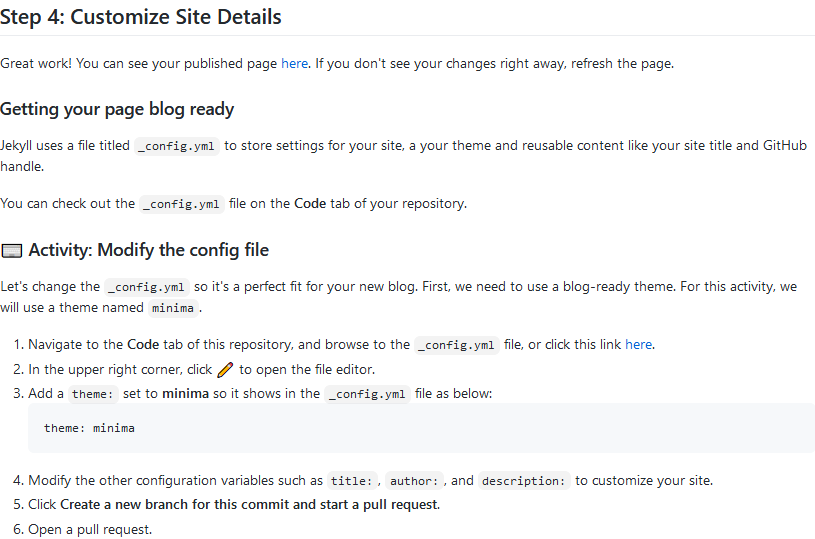 Step 4: Customize Site Details
Great work! You can see your published page here. If you don't see your changes right away, refresh the page.
Getting your page blog ready
Jekyll uses a file titled _config.yml to store settings for your site, a your theme and reusable content like your site title and GitHub
handle.
You can check out the _config.yml file on the Code tab of your repository.
Activity: Modify the config file
Let's change the _config.yml so it's a perfect fit for your new blog. First, we need to use a blog-ready theme. For this activity, we
will use a theme named minima.
1. Navigate to the Code tab of this repository, and browse to the _config.yml file, or click this link here.
2. In the upper right corner, click to open the file editor.
3. Add a theme: set to minima so it shows in the _config.yml file as below:
theme: minima
4. Modify the other configuration variables such as title:, author:, and description: to customize your site.
5. Click Create a new branch for this commit and start a pull request.
6. Open a pull request.